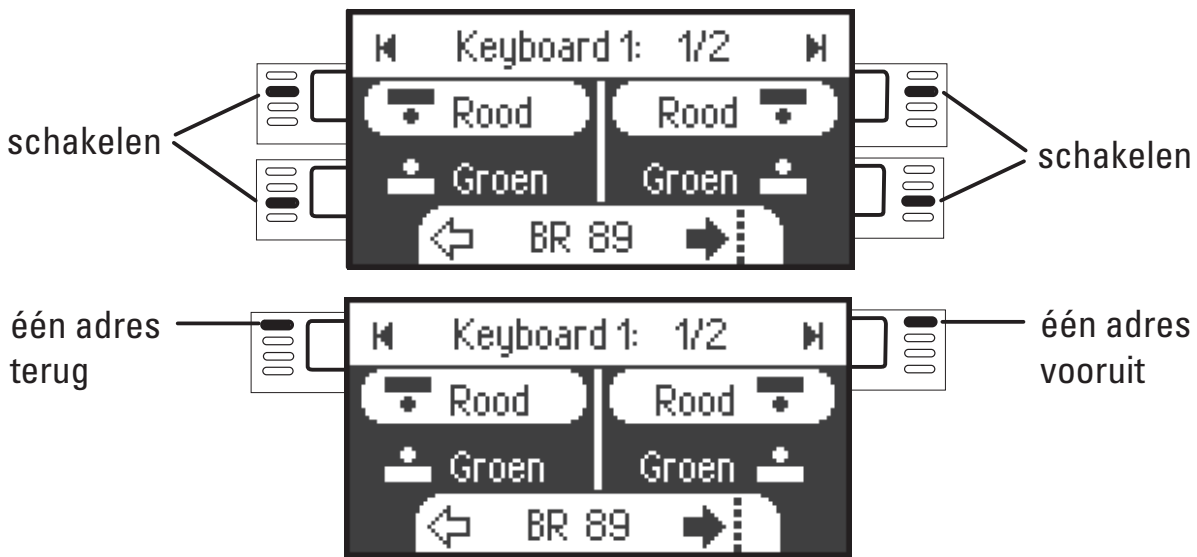 Keyboard 1: 1/2
Rood Rood
schakelen schakelen
Groen Groen
BR 89
één adres terug
Keyboard 1: 1/2
één adres vooruit
Rood Rood
Groen Groen
BR 89